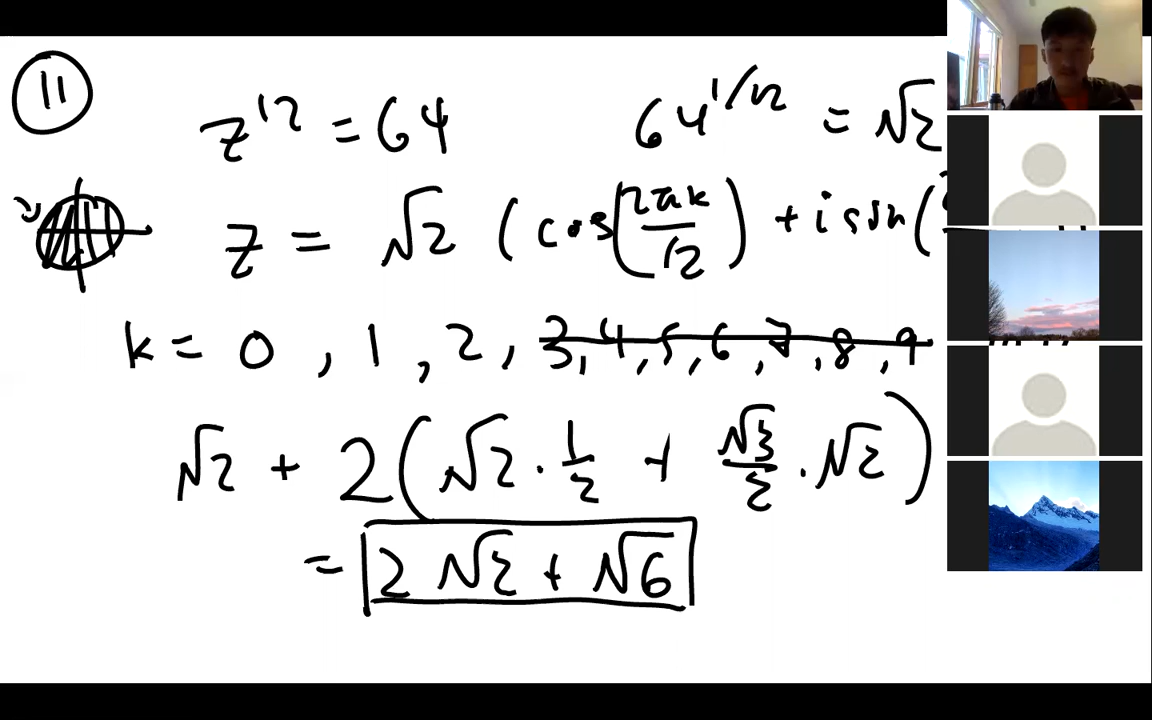 11
z^12 = 64 64^1/12 = √2
z = √2 (cos(2πk/12) + i sin(
k = 0, 1, 2, 3, 4, 5, 6, 7, 8, 9
√2 + 2(√2 · 1/2 + √3/2 · √2)
= 2√2 + √6